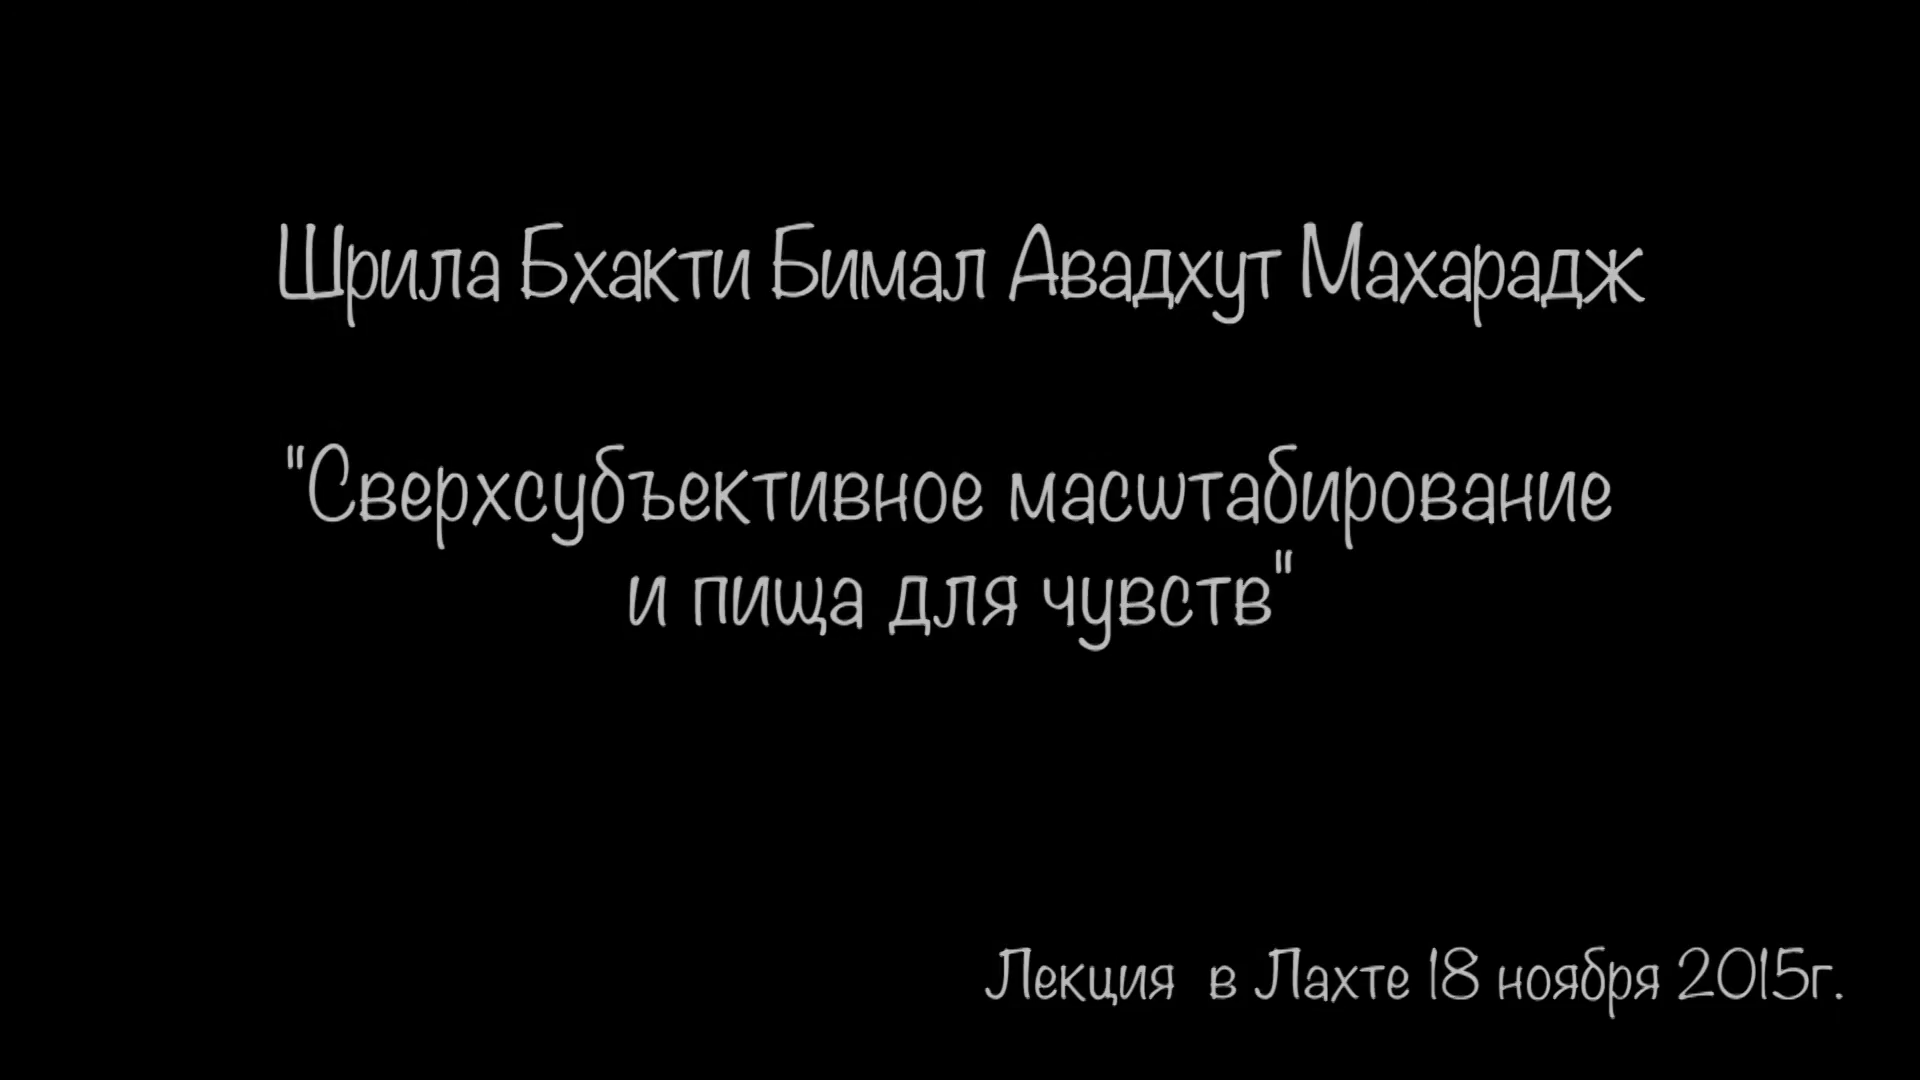 Шрила Бхакти Бимал Авадхут Махарадж
"Сверхсубъективное масштабирование
и пища для чувств"
Лекция в Лахте 18 ноября 2015г.